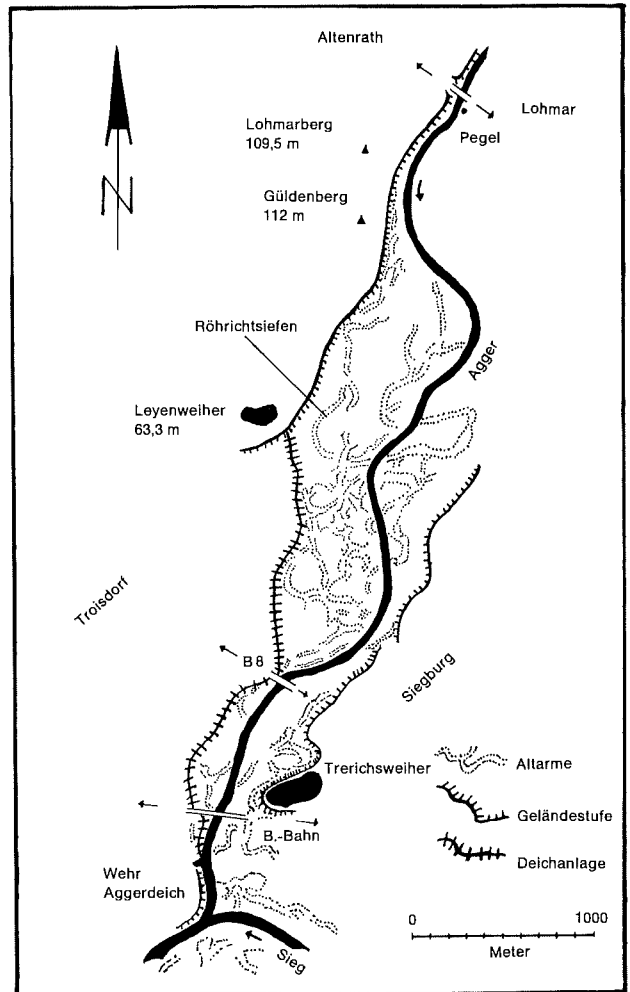 Altenrath
Lohmar
Pegel
Lohmarberg
109,5 m
Güldenberg
112 m
N
Röhrichtsiefen
Agger
Leyenweiher
63,3 m
Troisdorf
B 8
Siegburg
Trerichsweiher
B.-Bahn
Wehr
Aggerdeich
Sieg
Altarme
Geländestufe
Deichanlage
0 1000
Meter